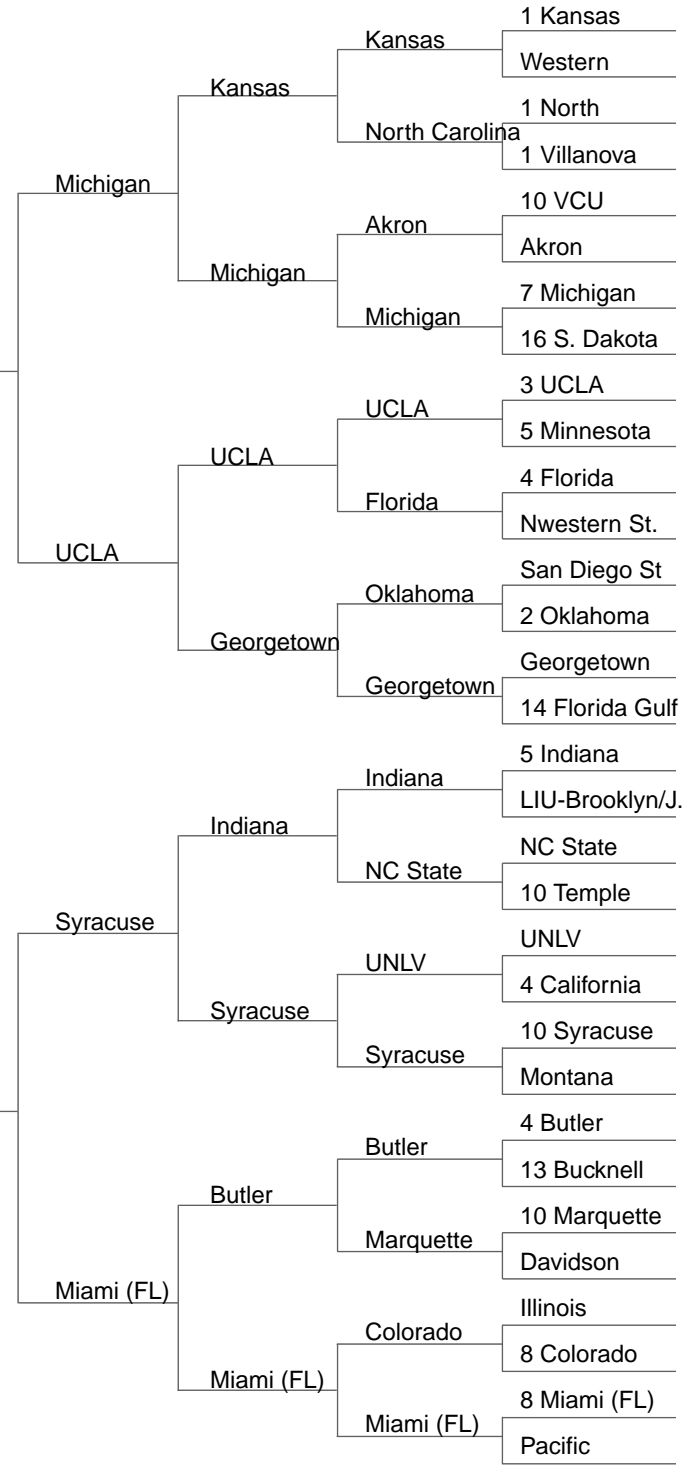 1 Kansas
Kansas
Western
Kansas
1 North
North Carolina
1 Villanova
Michigan
10 VCU
Akron
Akron
Michigan
7 Michigan
Michigan
16 S. Dakota
3 UCLA
UCLA
5 Minnesota
UCLA
4 Florida
Florida
Nwestern St.
UCLA
San Diego St
Oklahoma
2 Oklahoma
Georgetown
Georgetown
Georgetown
14 Florida Gulf
5 Indiana
Indiana
LIU-Brooklyn/J.
Indiana
NC State
NC State
10 Temple
Syracuse
UNLV
UNLV
4 California
Syracuse
10 Syracuse
Syracuse
Montana
4 Butler
Butler
13 Bucknell
Butler
10 Marquette
Marquette
Davidson
Miami (FL)
Illinois
Colorado
8 Colorado
Miami (FL)
8 Miami (FL)
Miami (FL)
Pacific